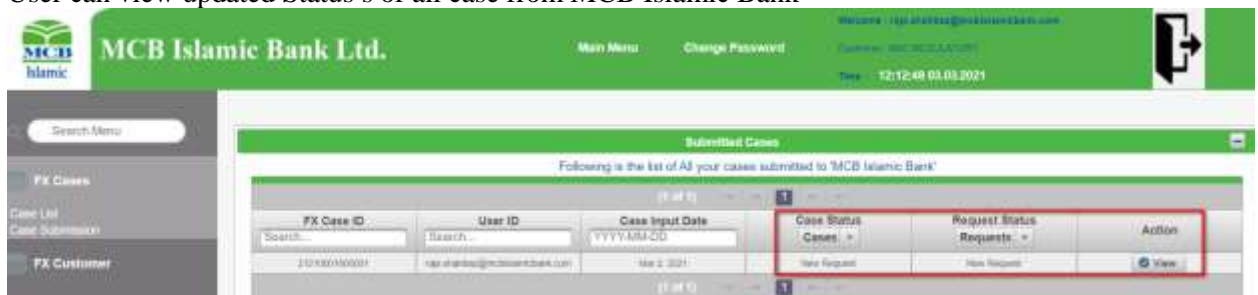 User can view updated Status's of all case from MCB Islamic Bank
MCB
Islamic
MCB Islamic Bank Ltd.
Main Menu
Change Password
Welcome :
Time : 12:12:49 03.03.2021
Search Menu
FX Cases
Case List
Case Submission
FX Customer
Submitted Cases
Following is the list of All your cases submitted to 'MCB Islamic Bank'
(1 of 1) 1
FX Case ID User ID Case Input Date Case Status Request Status Action
Search... Search... YYYY-MM-DD Cases Requests
Mar 2, 2021 New Request New Request View
(1 of 1) 1